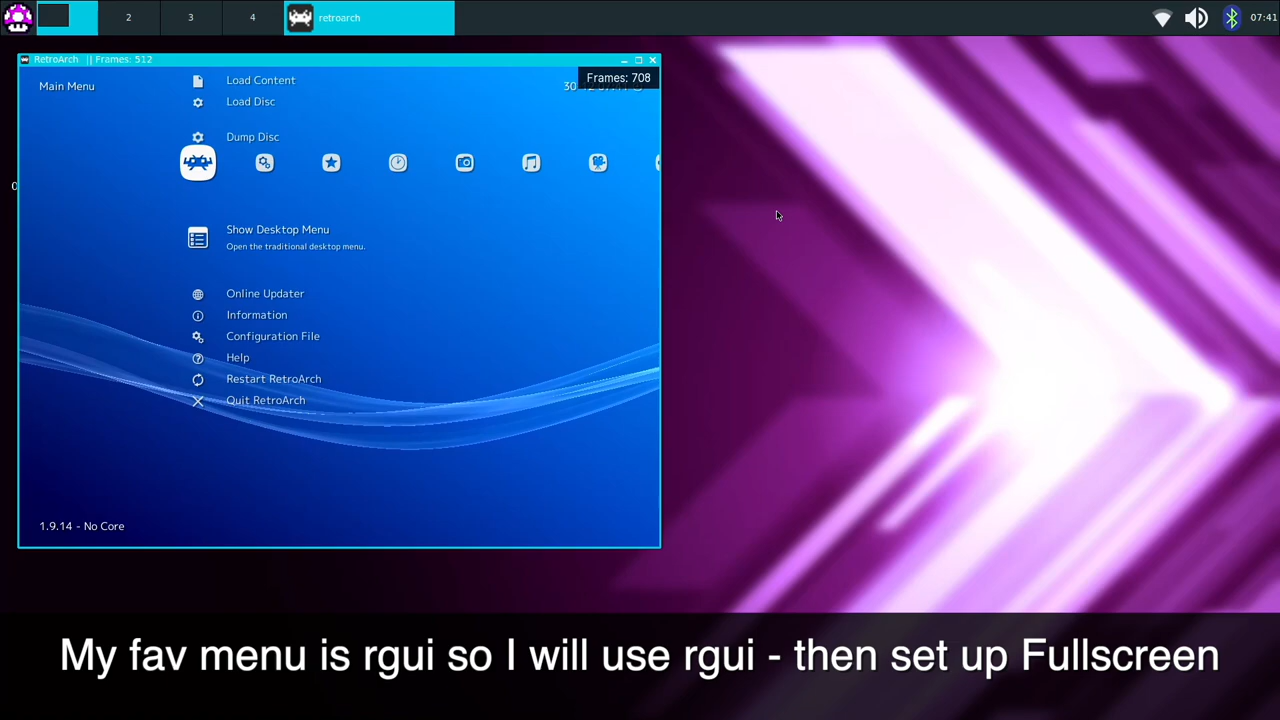 2
3
4
retroarch
07:41
RetroArch || Frames: 512
Frames: 708
Main Menu
Load Content
Load Disc
Dump Disc
Show Desktop Menu
Open the traditional desktop menu.
Online Updater
Information
Configuration File
Help
Restart RetroArch
Quit RetroArch
1.9.14 - No Core
My fav menu is rgui so I will use rgui - then set up Fullscreen